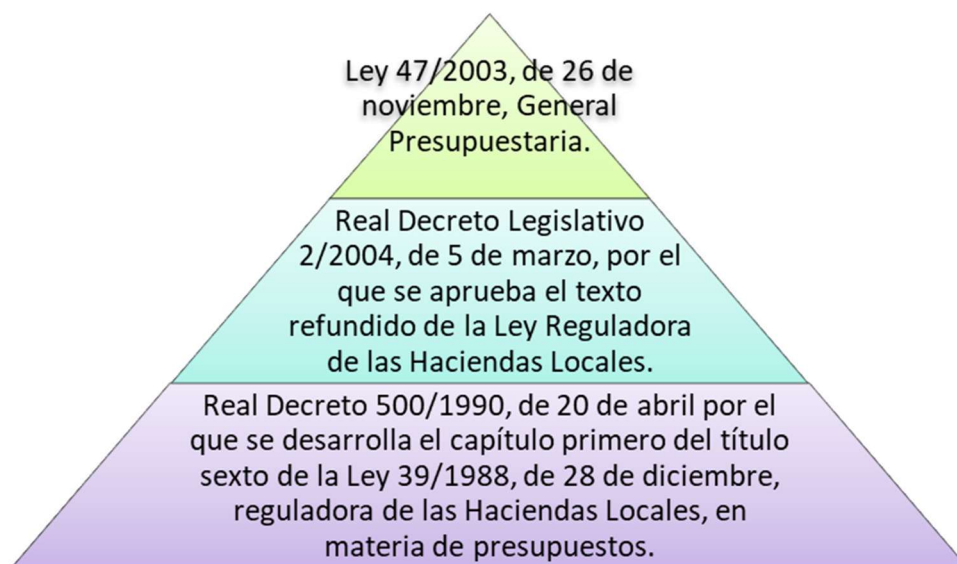 Ley 47/2003, de 26 de
noviembre, General
Presupuestaria.
Real Decreto Legislativo
2/2004, de 5 de marzo, por el
que se aprueba el texto
refundido de la Ley Reguladora
de las Haciendas Locales.
Real Decreto 500/1990, de 20 de abril por el
que se desarrolla el capítulo primero del título
sexto de la Ley 39/1988, de 28 de diciembre,
reguladora de las Haciendas Locales, en
materia de presupuestos.